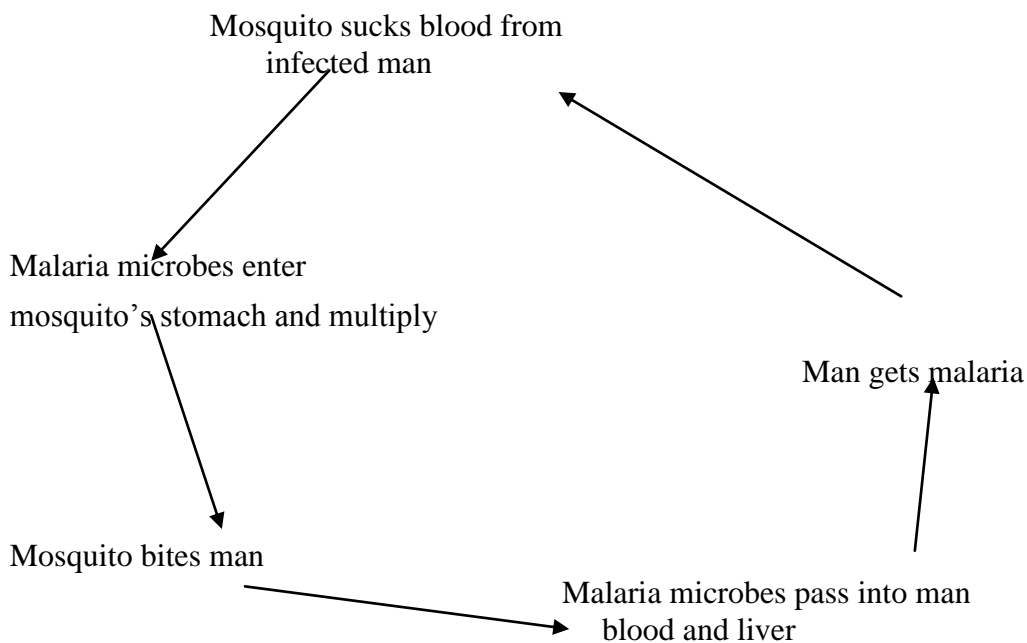 Mosquito sucks blood from
infected man
Malaria microbes enter
mosquito’s stomach and multiply
Man gets malaria
Mosquito bites man
Malaria microbes pass into man
blood and liver